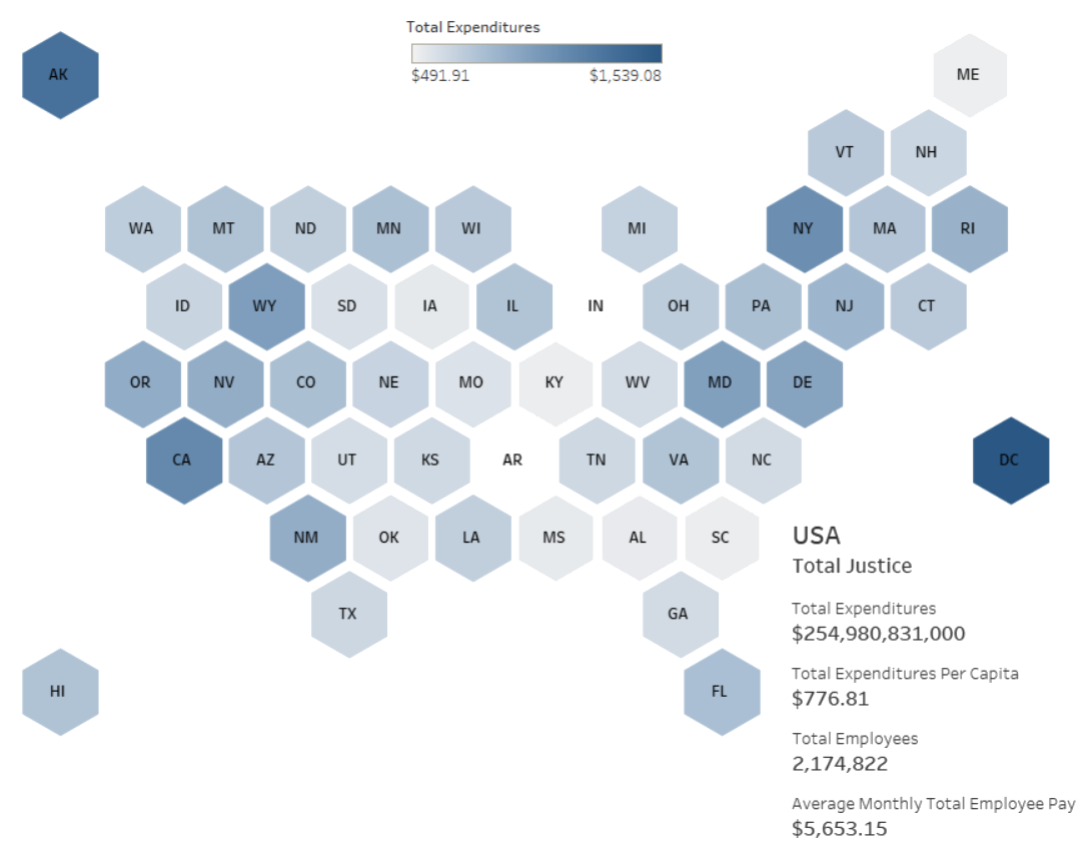 Total Expenditures
$491.91 $1,539.08
AK ME
VT NH
WA MT ND MN WI MI NY MA RI
ID WY SD IA IL IN OH PA NJ CT
OR NV CO NE MO KY WV MD DE
CA AZ UT KS AR TN VA NC DC
NM OK LA MS AL SC
TX GA
HI FL
USA
Total Justice
Total Expenditures
$254,980,831,000
Total Expenditures Per Capita
$776.81
Total Employees
2,174,822
Average Monthly Total Employee Pay
$5,653.15